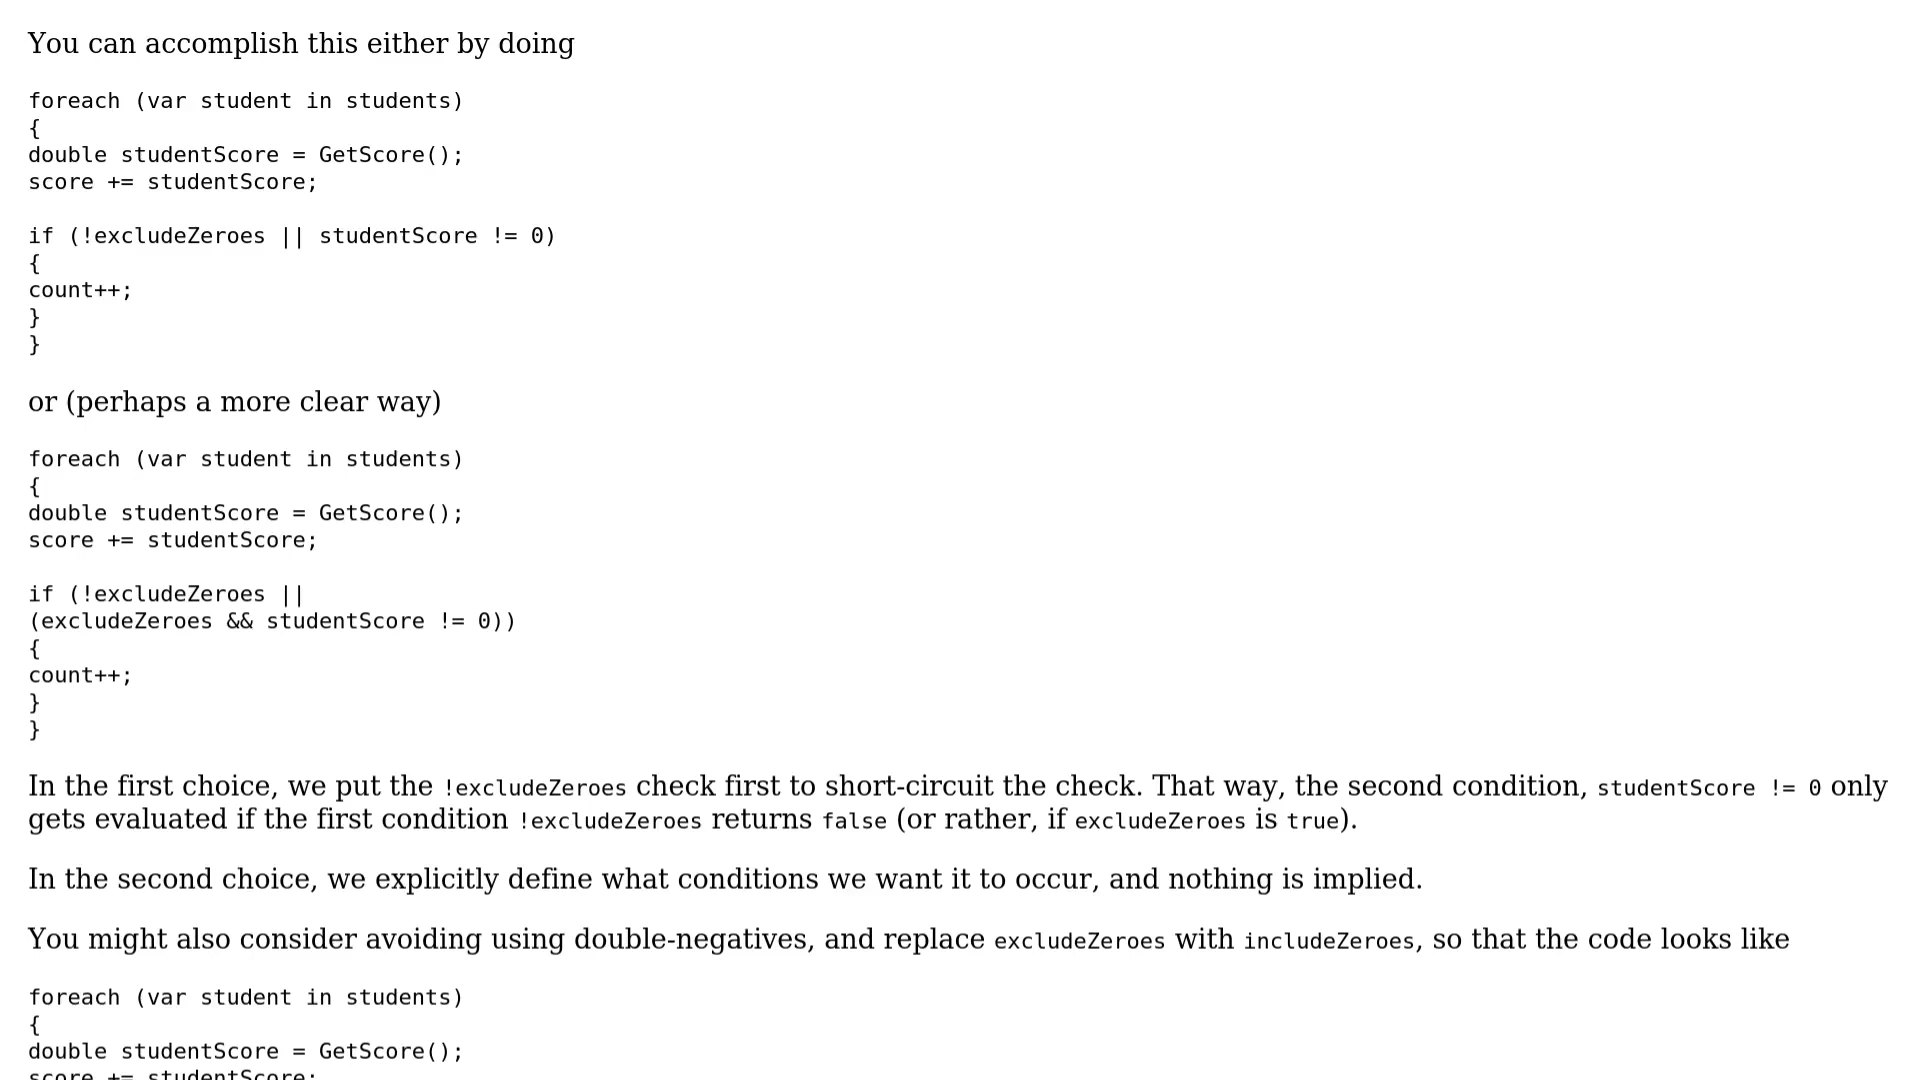 You can accomplish this either by doing
foreach (var student in students)
{
double studentScore = GetScore();
score += studentScore;
if (!excludeZeroes || studentScore != 0)
{
count++;
}
}
or (perhaps a more clear way)
foreach (var student in students)
{
double studentScore = GetScore();
score += studentScore;
if (!excludeZeroes ||
(excludeZeroes && studentScore != 0))
{
count++;
}
}
In the first choice, we put the !excludeZeroes check first to short-circuit the check. That way, the second condition, studentScore != 0 only
gets evaluated if the first condition !excludeZeroes returns false (or rather, if excludeZeroes is true).
In the second choice, we explicitly define what conditions we want it to occur, and nothing is implied.
You might also consider avoiding using double-negatives, and replace excludeZeroes with includeZeroes, so that the code looks like
foreach (var student in students)
{
double studentScore = GetScore();
score += studentScore;